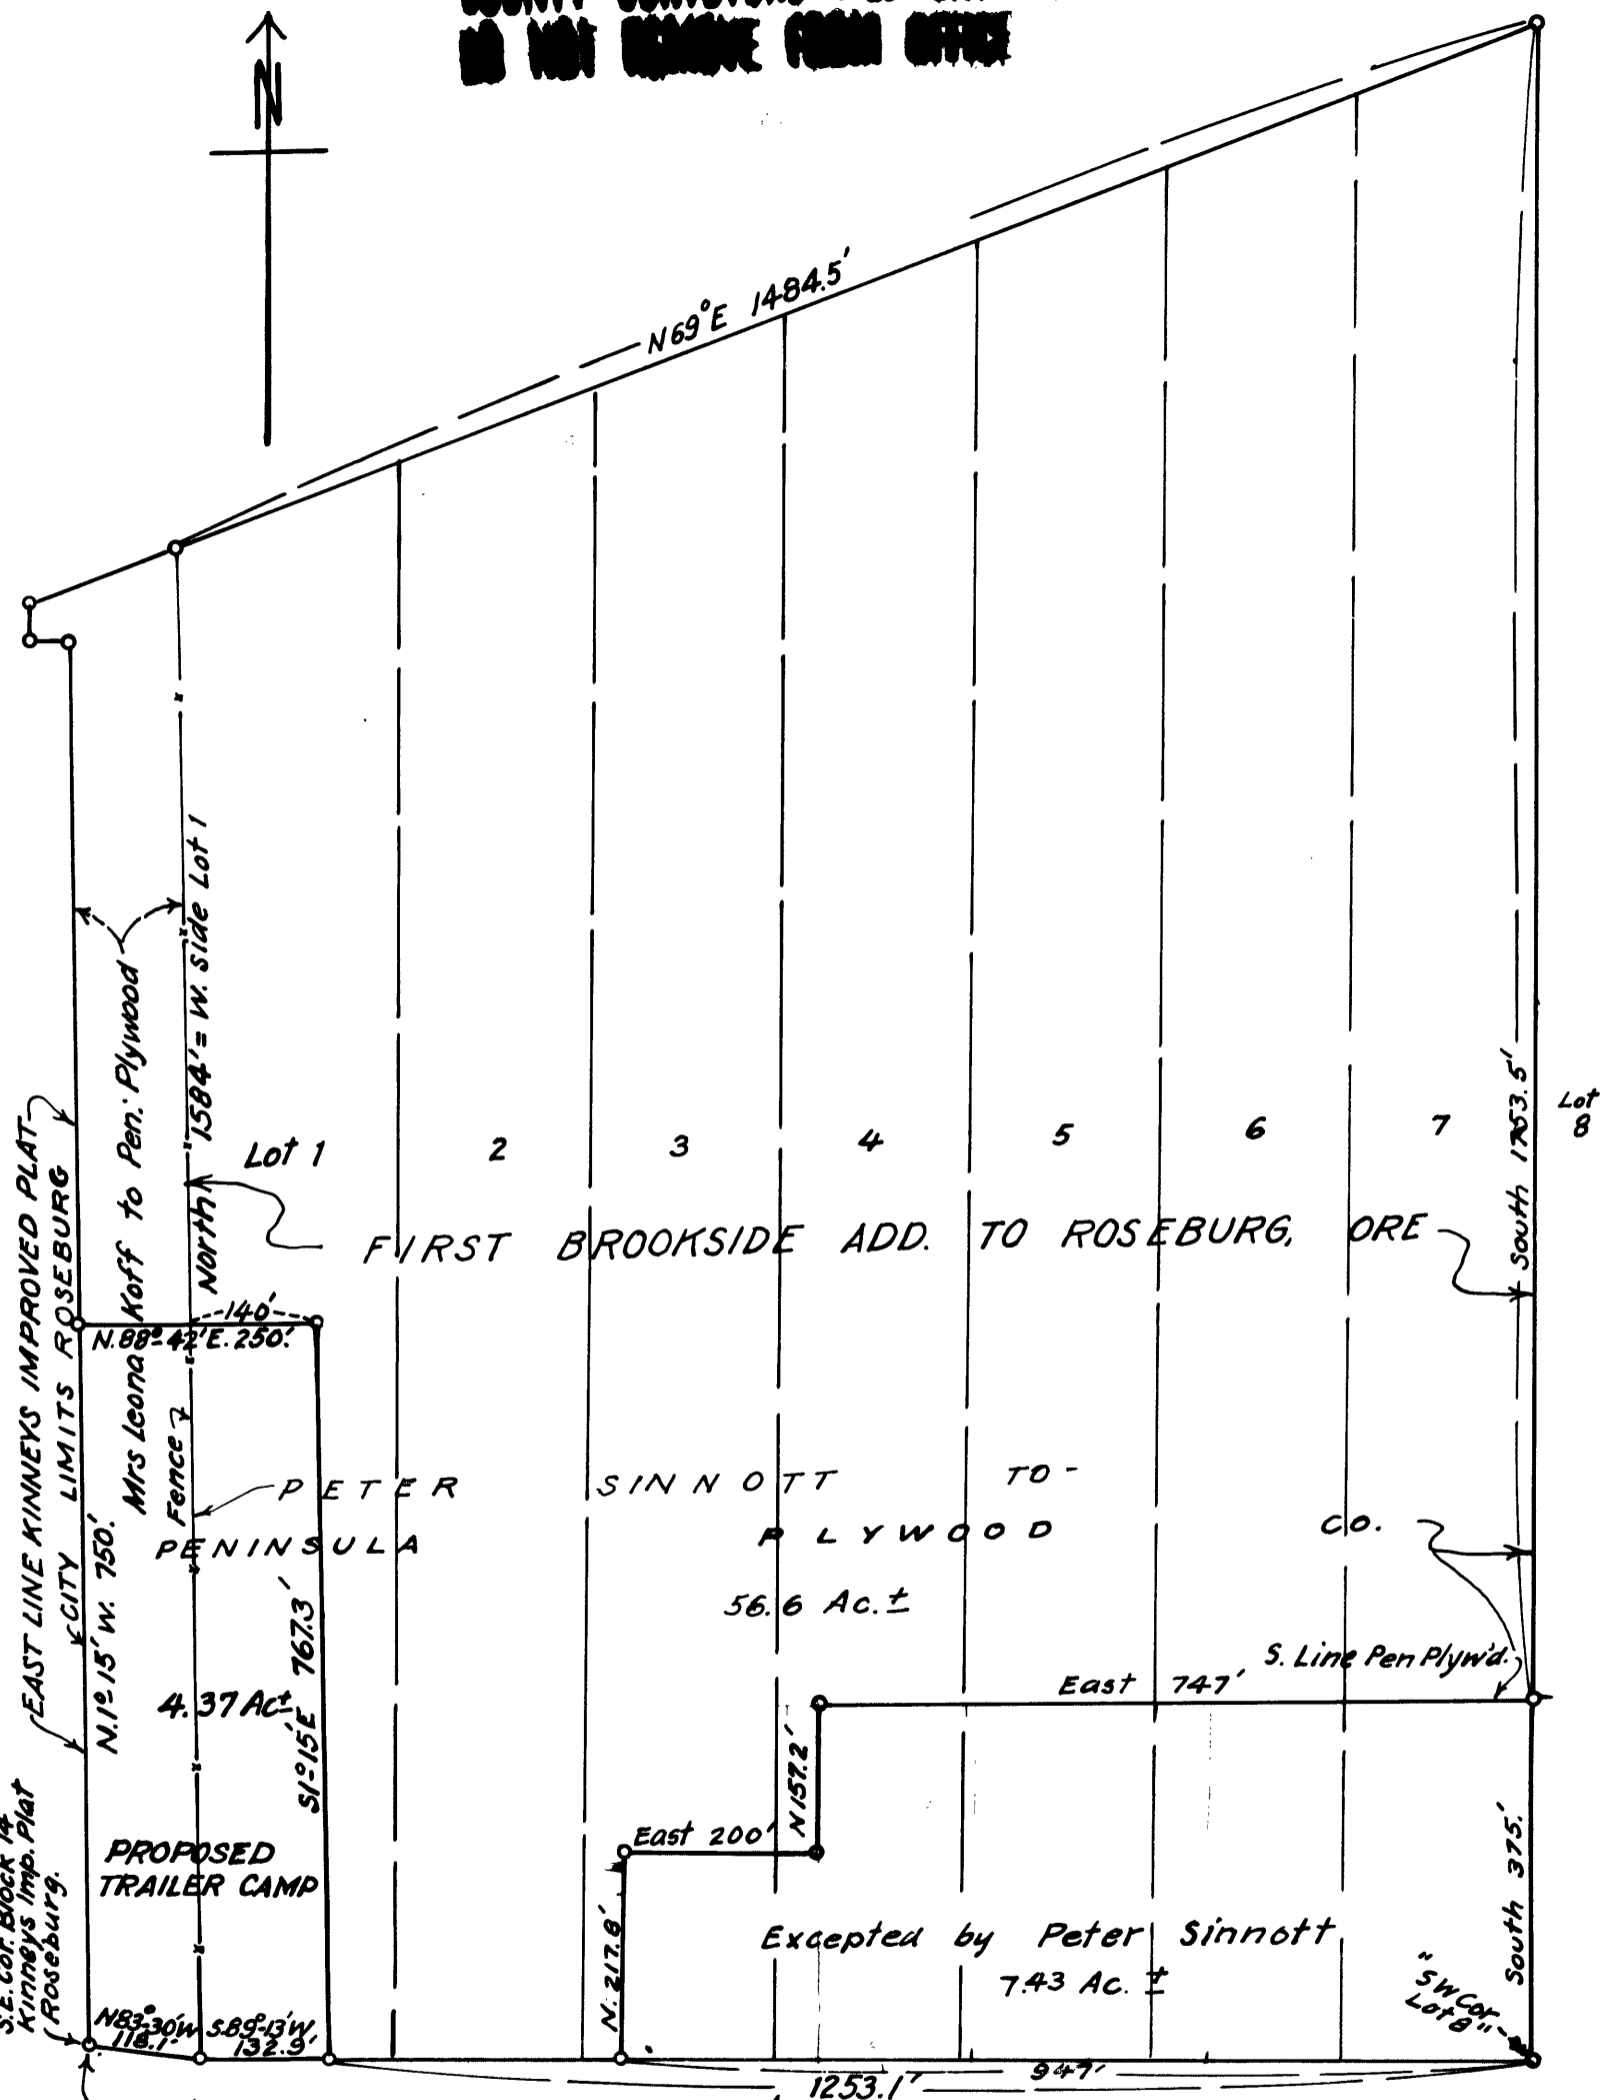 DO NOT REMOVE FROM OFFICE
N
N69°E 1484.5'
Mrs Leona Koff to Pen. Plywood
North 1584' = W. side Lot 1
Lot 1
2
3
4
5
6
7
Lot
8
South 1753.5'
FIRST BROOKSIDE ADD. TO ROSEBURG, ORE
EAST LINE KINNEYS IMPROVED PLAT
CITY LIMITS ROSEBURG
140'
N.88°-42'E. 250.'
Fence
PETER SINNOTT TO -
PENINSULA PLYWOOD CO.
56.6 Ac.±
N.1°-15'W. 750.'
4.37 Ac±
S1°-15'E 767.3'
S. Line Pen Plyw'd.
East 747'
N157.2'
East 200'
N. 217.8'
PROPOSED
TRAILER CAMP
Excepted by Peter Sinnott
7.43 Ac. ±
South 375.'
"SW Cor
Lot 8"
S.E. Cor. Block 14
Kinneys Imp. Plat
Roseburg.
N83°-30'W
118.1'
S.89°-13'W.
132.9'
947'
1253.1'